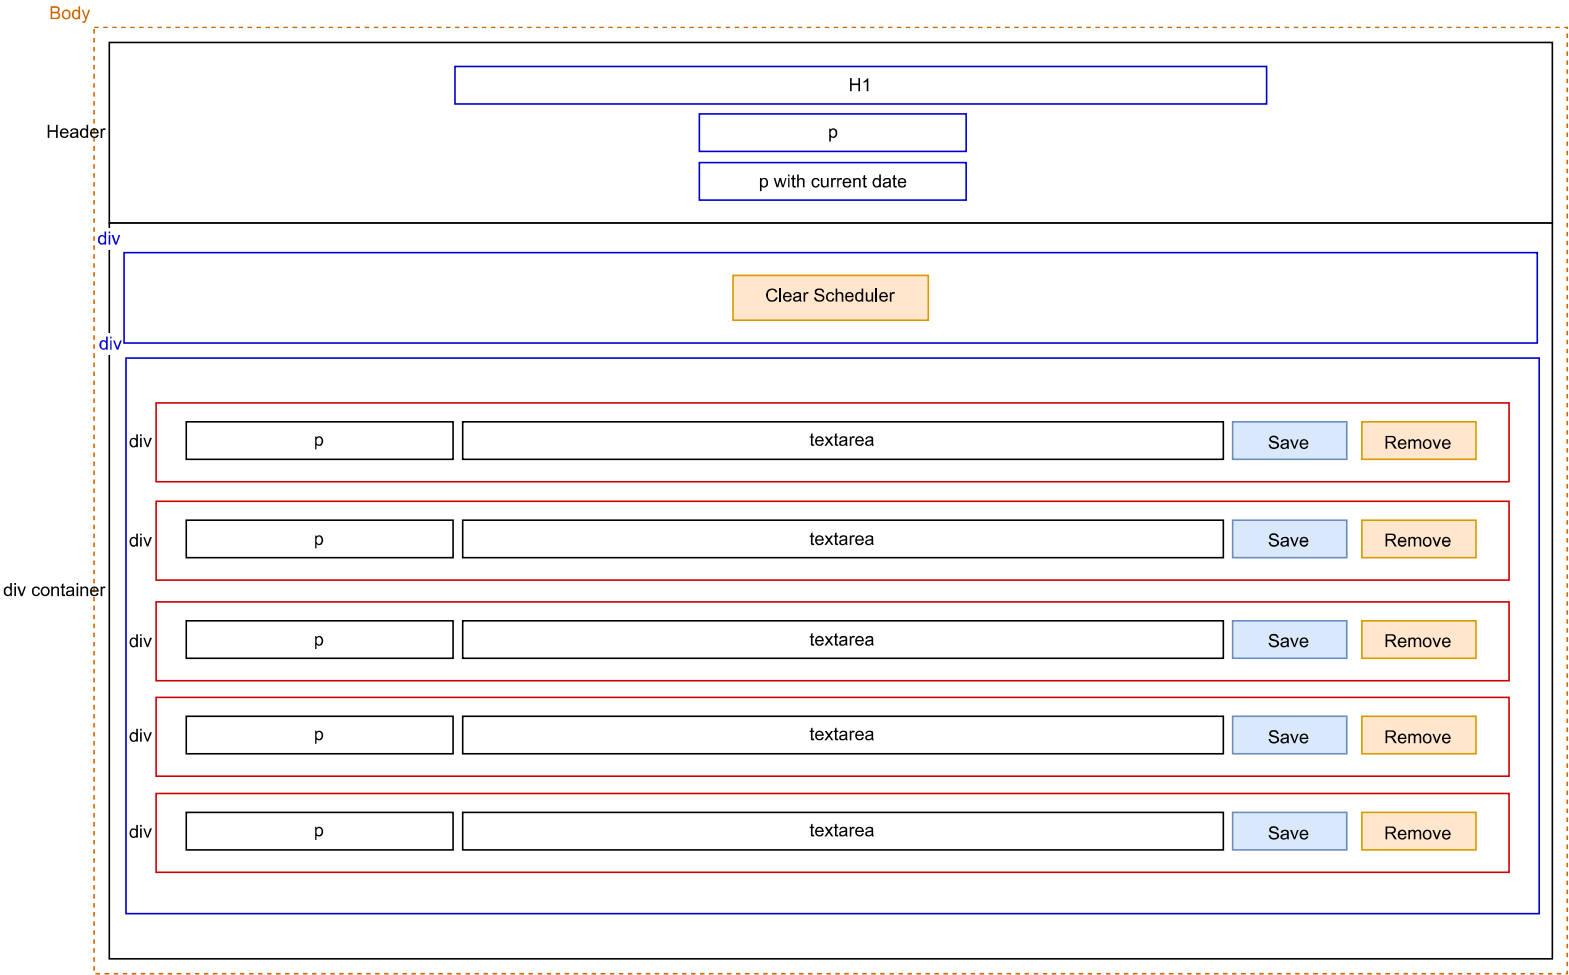 Body
Header
H1
p
p with current date
div
Clear Scheduler
div
div container
div
p
textarea
Save
Remove
div
p
textarea
Save
Remove
div
p
textarea
Save
Remove
div
p
textarea
Save
Remove
div
p
textarea
Save
Remove